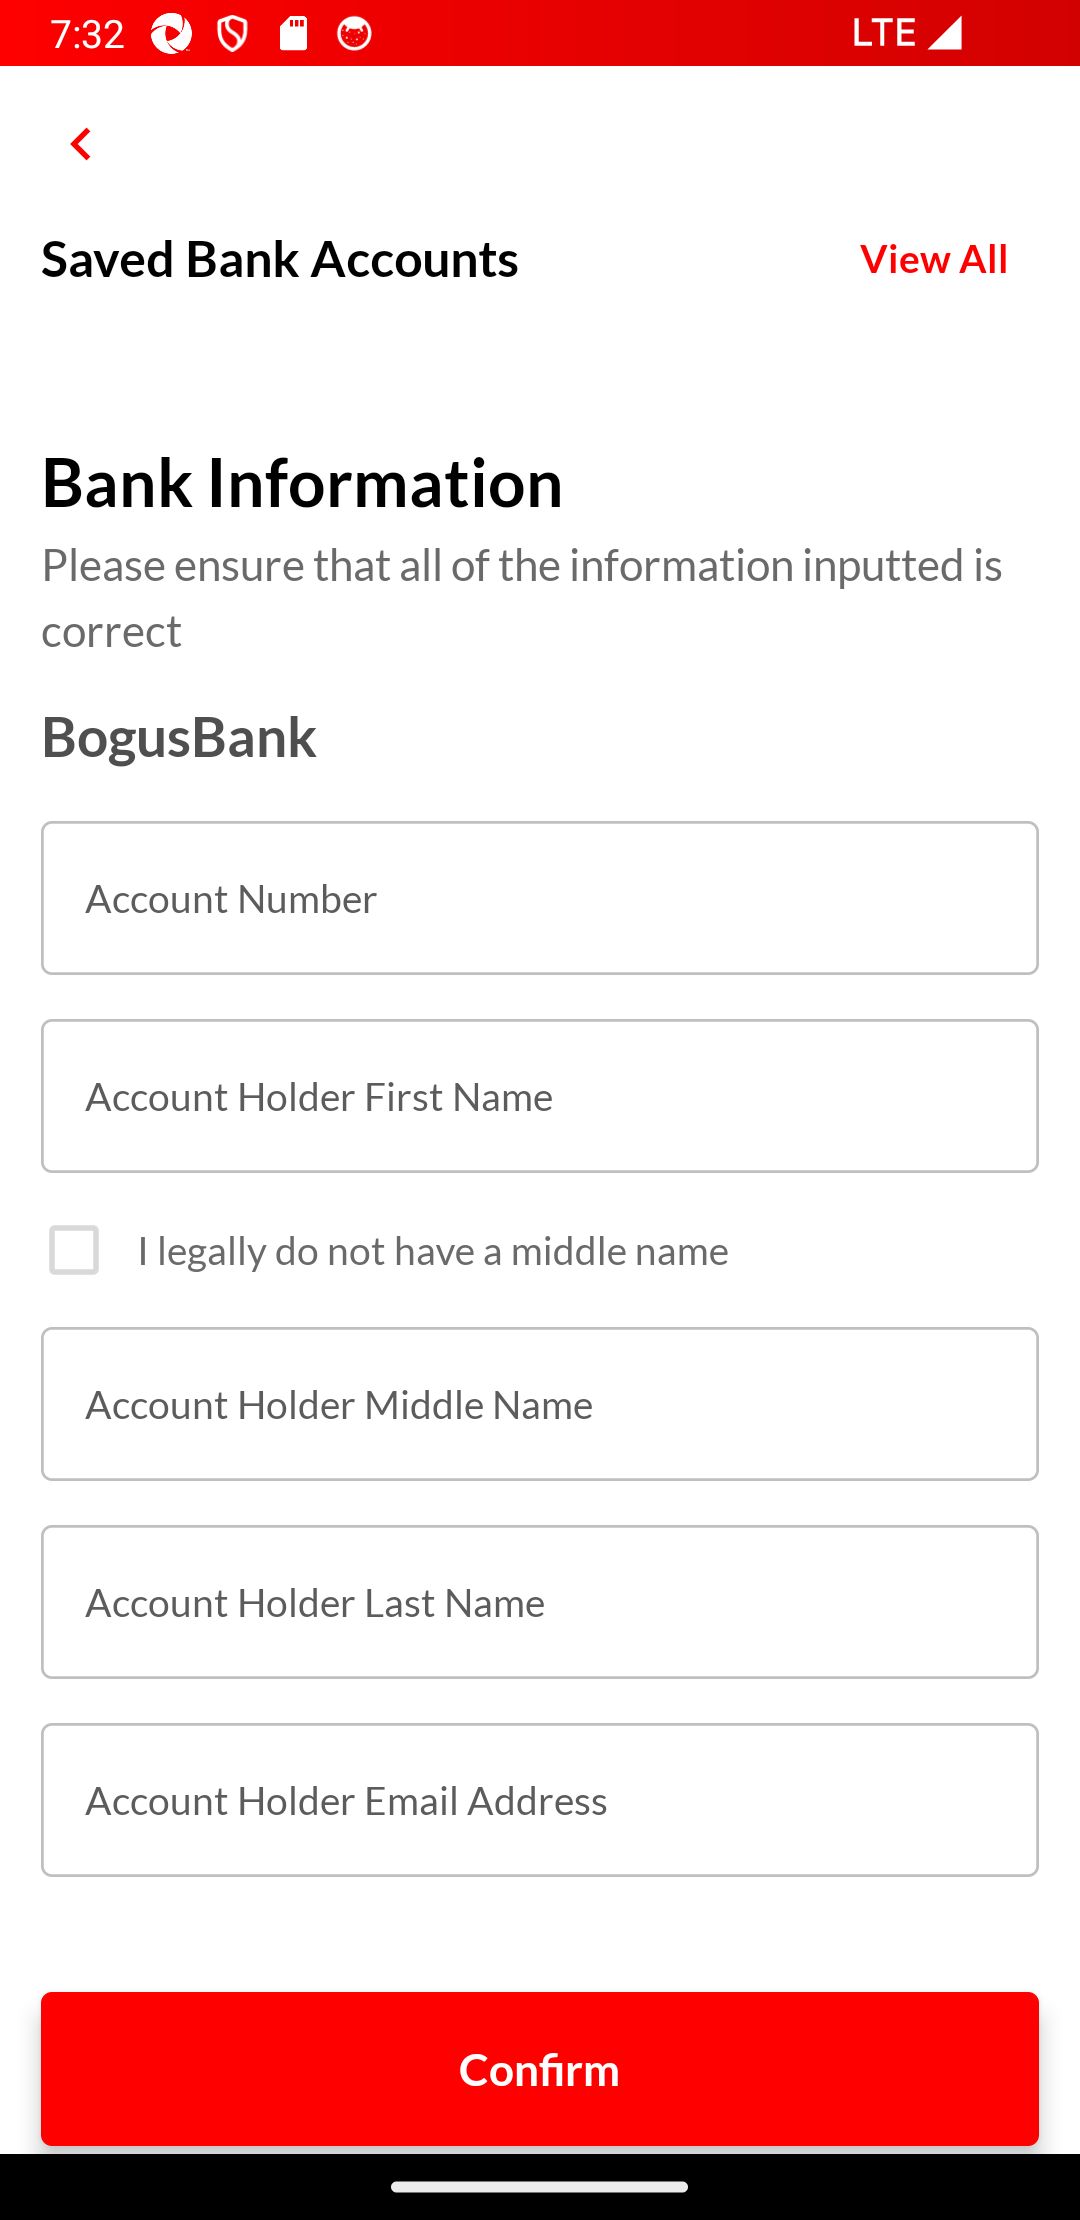 7:32
LTE
Saved Bank Accounts
View All
Bank Information
Please ensure that all of the information inputted is
correct
BogusBank
Account Number
Account Holder First Name
I legally do not have a middle name
Account Holder Middle Name
Account Holder Last Name
Account Holder Email Address
Confirm